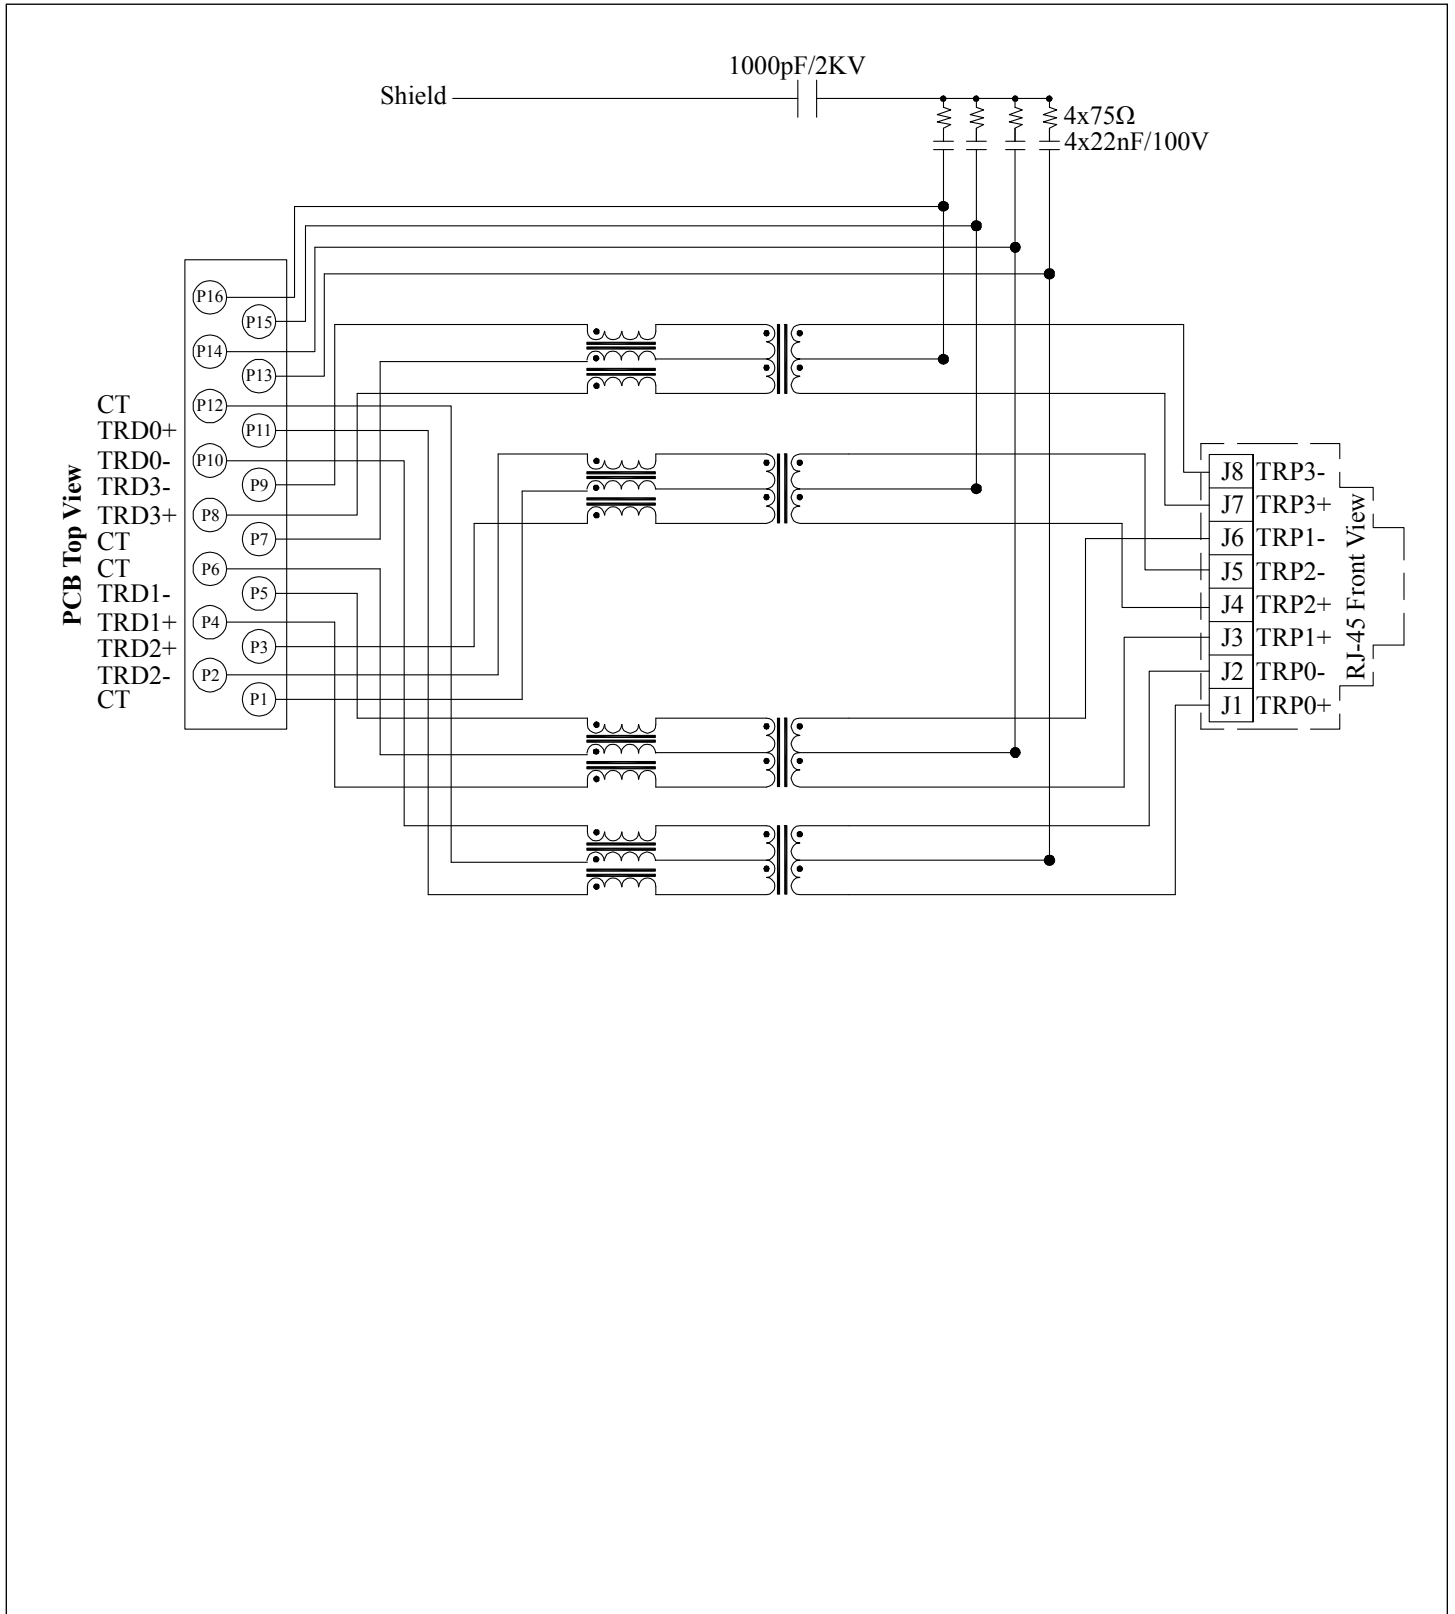 1000pF/2KV
Shield
4x75Ω
4x22nF/100V
P16
P15
P14
P13
CT P12
TRD0+ P11
TRD0- P10
TRD3- P9
TRD3+ P8
CT P7
CT P6
TRD1- P5
TRD1+ P4
TRD2+ P3
TRD2- P2
CT P1
PCB Top View
J8 TRP3-
J7 TRP3+
J6 TRP1-
J5 TRP2-
J4 TRP2+
J3 TRP1+
J2 TRP0-
J1 TRP0+
RJ-45 Front View